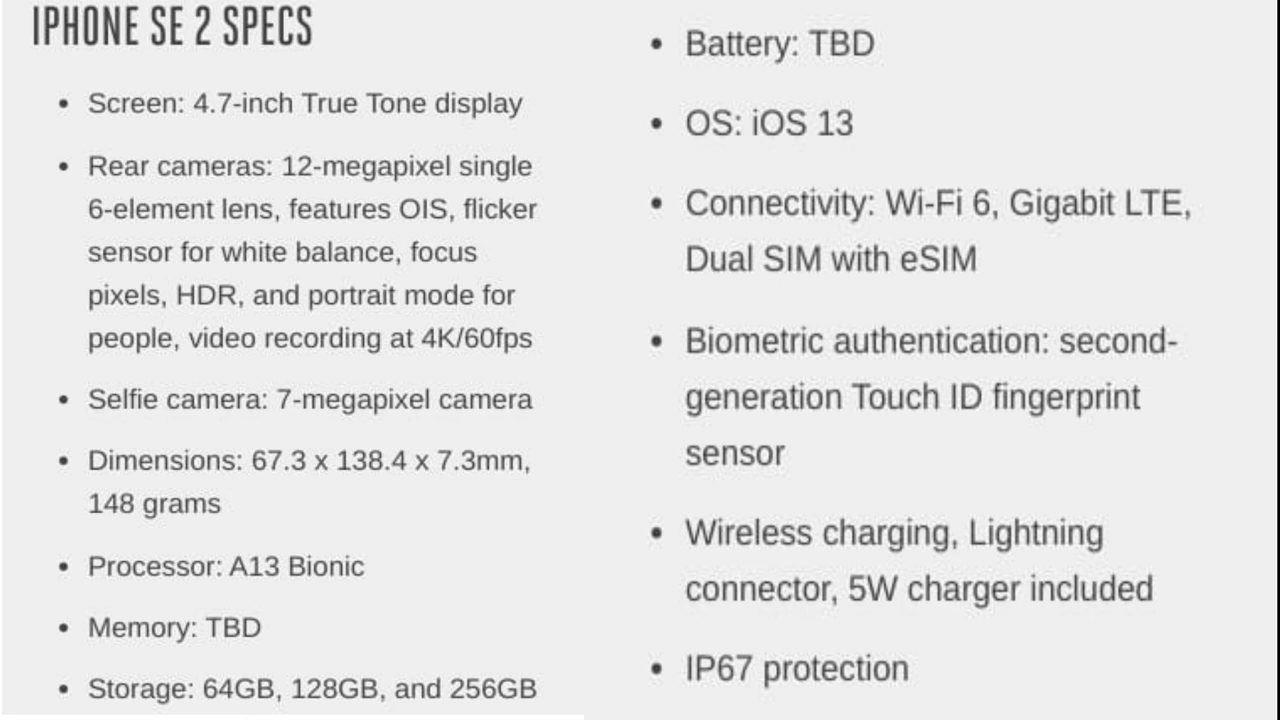 IPHONE SE 2 SPECS
• Screen: 4.7-inch True Tone display
• Rear cameras: 12-megapixel single
6-element lens, features OIS, flicker
sensor for white balance, focus
pixels, HDR, and portrait mode for
people, video recording at 4K/60fps
• Selfie camera: 7-megapixel camera
• Dimensions: 67.3 x 138.4 x 7.3mm,
148 grams
• Processor: A13 Bionic
• Memory: TBD
• Storage: 64GB, 128GB, and 256GB
• Battery: TBD
• OS: iOS 13
• Connectivity: Wi-Fi 6, Gigabit LTE,
Dual SIM with eSIM
• Biometric authentication: second-
generation Touch ID fingerprint
sensor
• Wireless charging, Lightning
connector, 5W charger included
• IP67 protection